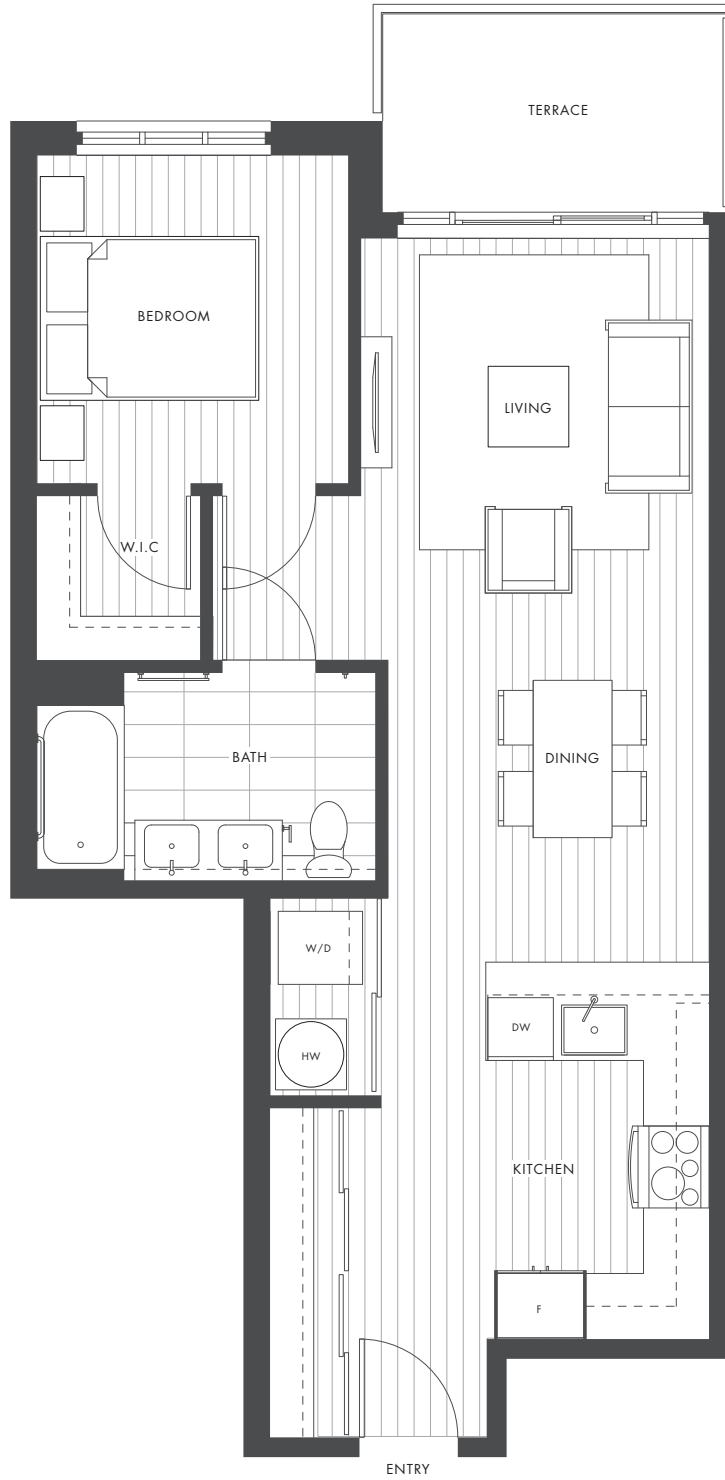 TERRACE
BEDROOM
LIVING
W.I.C
BATH
DINING
W/D
DW
HW
KITCHEN
F
ENTRY